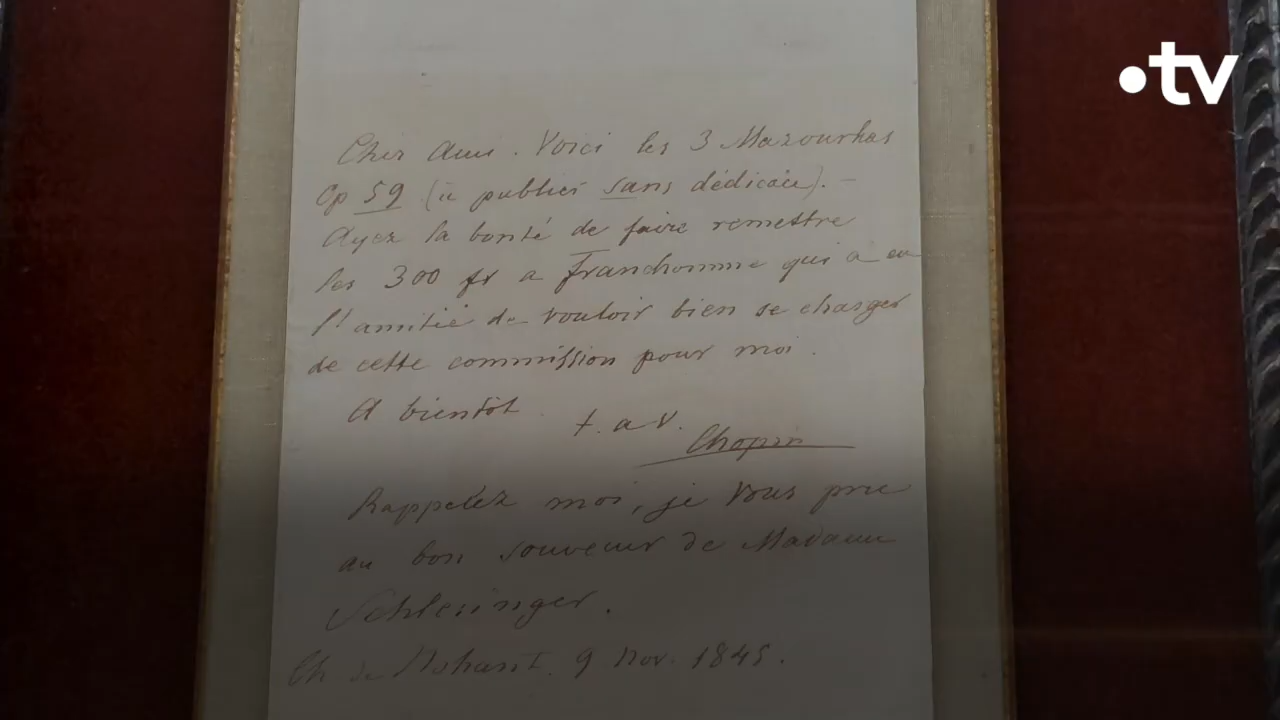 •tv
Cher Ami. Voici les 3 Mazourkas
Op 59 (à publier sans dédicace). –
Ayez la bonté de faire remettre
les 300 fr a Franchomme qui a eu
l'amitié de vouloir bien se charger
de cette commission pour moi.
A bientôt
t. a v.
Chopin
Rappelez moi, je vous prie
au bon souvenir de Madame
Schlesinger.
Ch de Nohant. 9 Nov. 1845.